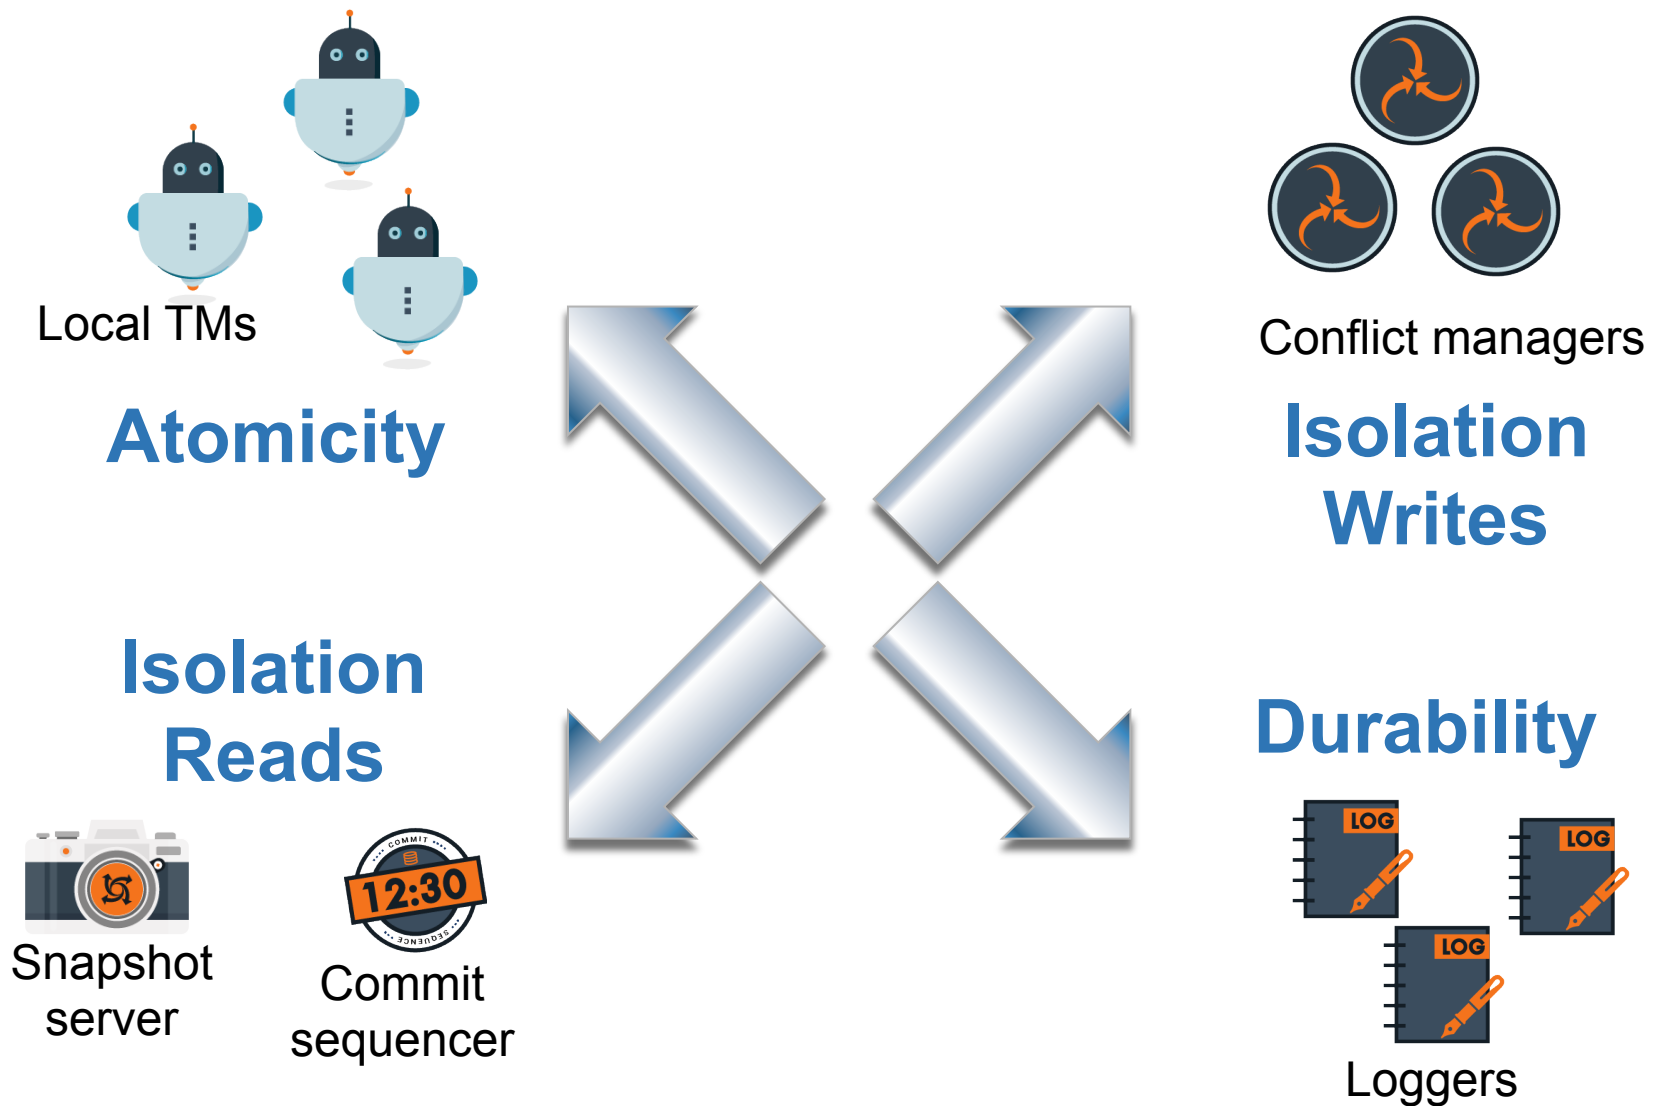 Local TMs
Atomicity
Conflict managers
Isolation
Writes
Isolation
Reads
Snapshot
server
COMMIT
12:30
SEQUENCE
Commit
sequencer
Durability
LOG
LOG
LOG
Loggers